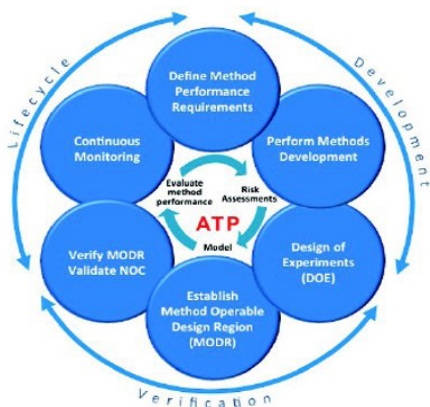 Lifecycle
Development
Define Method
Performance
Requirements
Continuous
Monitoring
Perform Methods
Development
Evaluate
method
performance
Risk
Assessments
ATP
Model
Verify MODR
Validate NOC
Design of
Experiments
(DOE)
Establish
Method Operable
Design Region
(MODR)
Verification